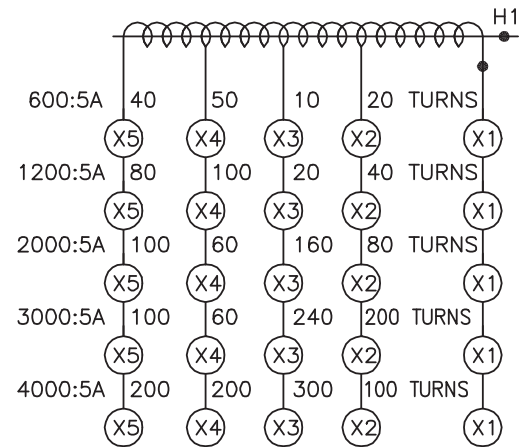 H1
600:5A 40 50 10 20 TURNS
X5 X4 X3 X2 X1
1200:5A 80 100 20 40 TURNS
X5 X4 X3 X2 X1
2000:5A 100 60 160 80 TURNS
X5 X4 X3 X2 X1
3000:5A 100 60 240 200 TURNS
X5 X4 X3 X2 X1
4000:5A 200 200 300 100 TURNS
X5 X4 X3 X2 X1